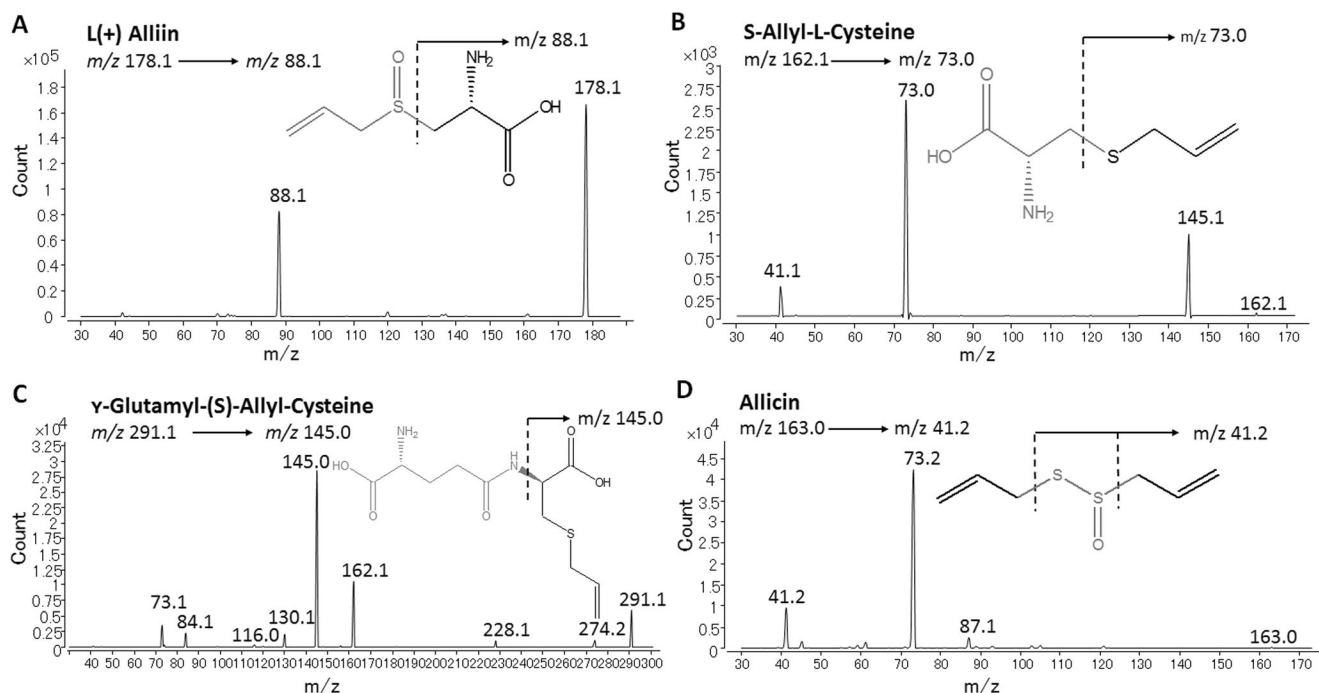 A
L(+) Alliin
m/z 178.1 → m/z 88.1
m/z 88.1
×10⁵
1.8
1.6
1.4
1.2
1
0.8
0.6
0.4
0.2
0
Count
88.1
178.1
O
S
NH₂
OH
O
30 40 50 60 70 80 90 100 110 120 130 140 150 160 170 180
m/z
B
S-Allyl-L-Cysteine
m/z 162.1 → m/z 73.0
m/z 73.0
×10³
3
2.75
2.5
2.25
2
1.75
1.5
1.25
1
0.75
0.5
0.25
0
Count
41.1
73.0
145.1
162.1
O
HO
NH₂
S
30 40 50 60 70 80 90 100 110 120 130 140 150 160 170
m/z
C
ʏ-Glutamyl-(S)-Allyl-Cysteine
m/z 291.1 → m/z 145.0
m/z 145.0
×10⁴
3.25
3
2.75
2.5
2.25
2
1.75
1.5
1.25
1
0.75
0.5
0.25
0
Count
73.1
84.1
116.0
130.1
145.0
162.1
228.1
274.2
291.1
NH₂
HO
O
O
H
N
O
OH
S
40 50 60 70 80 90 100 110 120 130 140 150 160 170 180 190 200 210 220 230 240 250 260 270 280 290 300
m/z
D
Allicin
m/z 163.0 → m/z 41.2
m/z 41.2
×10⁴
4.5
4
3.5
3
2.5
2
1.5
1
0.5
0
Count
41.2
73.2
87.1
163.0
S
S
O
30 40 50 60 70 80 90 100 110 120 130 140 150 160 170
m/z